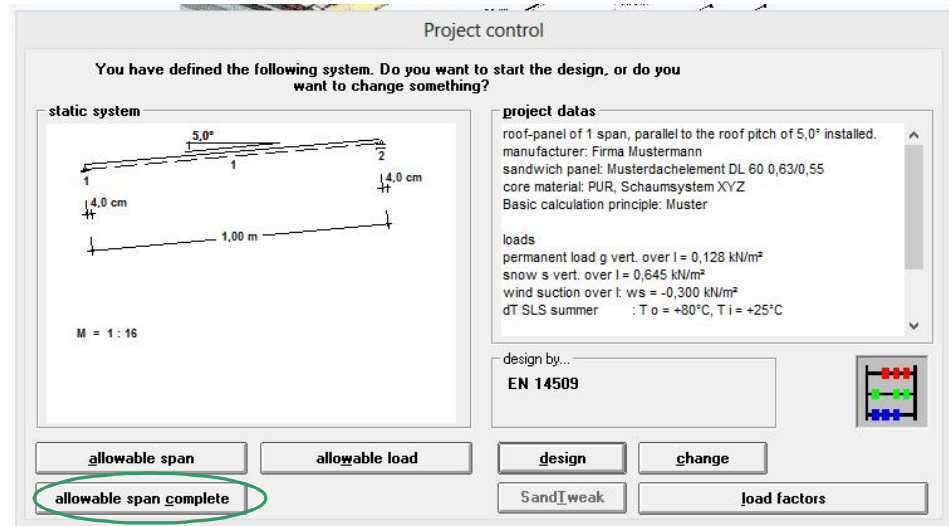 Project control
You have defined the following system. Do you want to start the design, or do you
want to change something?
static system
5,0°
2
1
1
4,0 cm
4,0 cm
1,00 m
M = 1 : 16
project datas
roof-panel of 1 span, parallel to the roof pitch of 5,0° installed.
manufacturer: Firma Mustermann
sandwich panel: Musterdachelement DL 60 0,63/0,55
core material: PUR, Schaumsystem XYZ
Basic calculation principle: Muster
loads
permanent load g vert. over l = 0,128 kN/m²
snow s vert. over l = 0,645 kN/m²
wind suction over l: ws = -0,300 kN/m²
dT SLS summer : T o = +80°C, T i = +25°C
design by...
EN 14509
allowable span
allowable load
design
change
allowable span complete
SandTweak
load factors